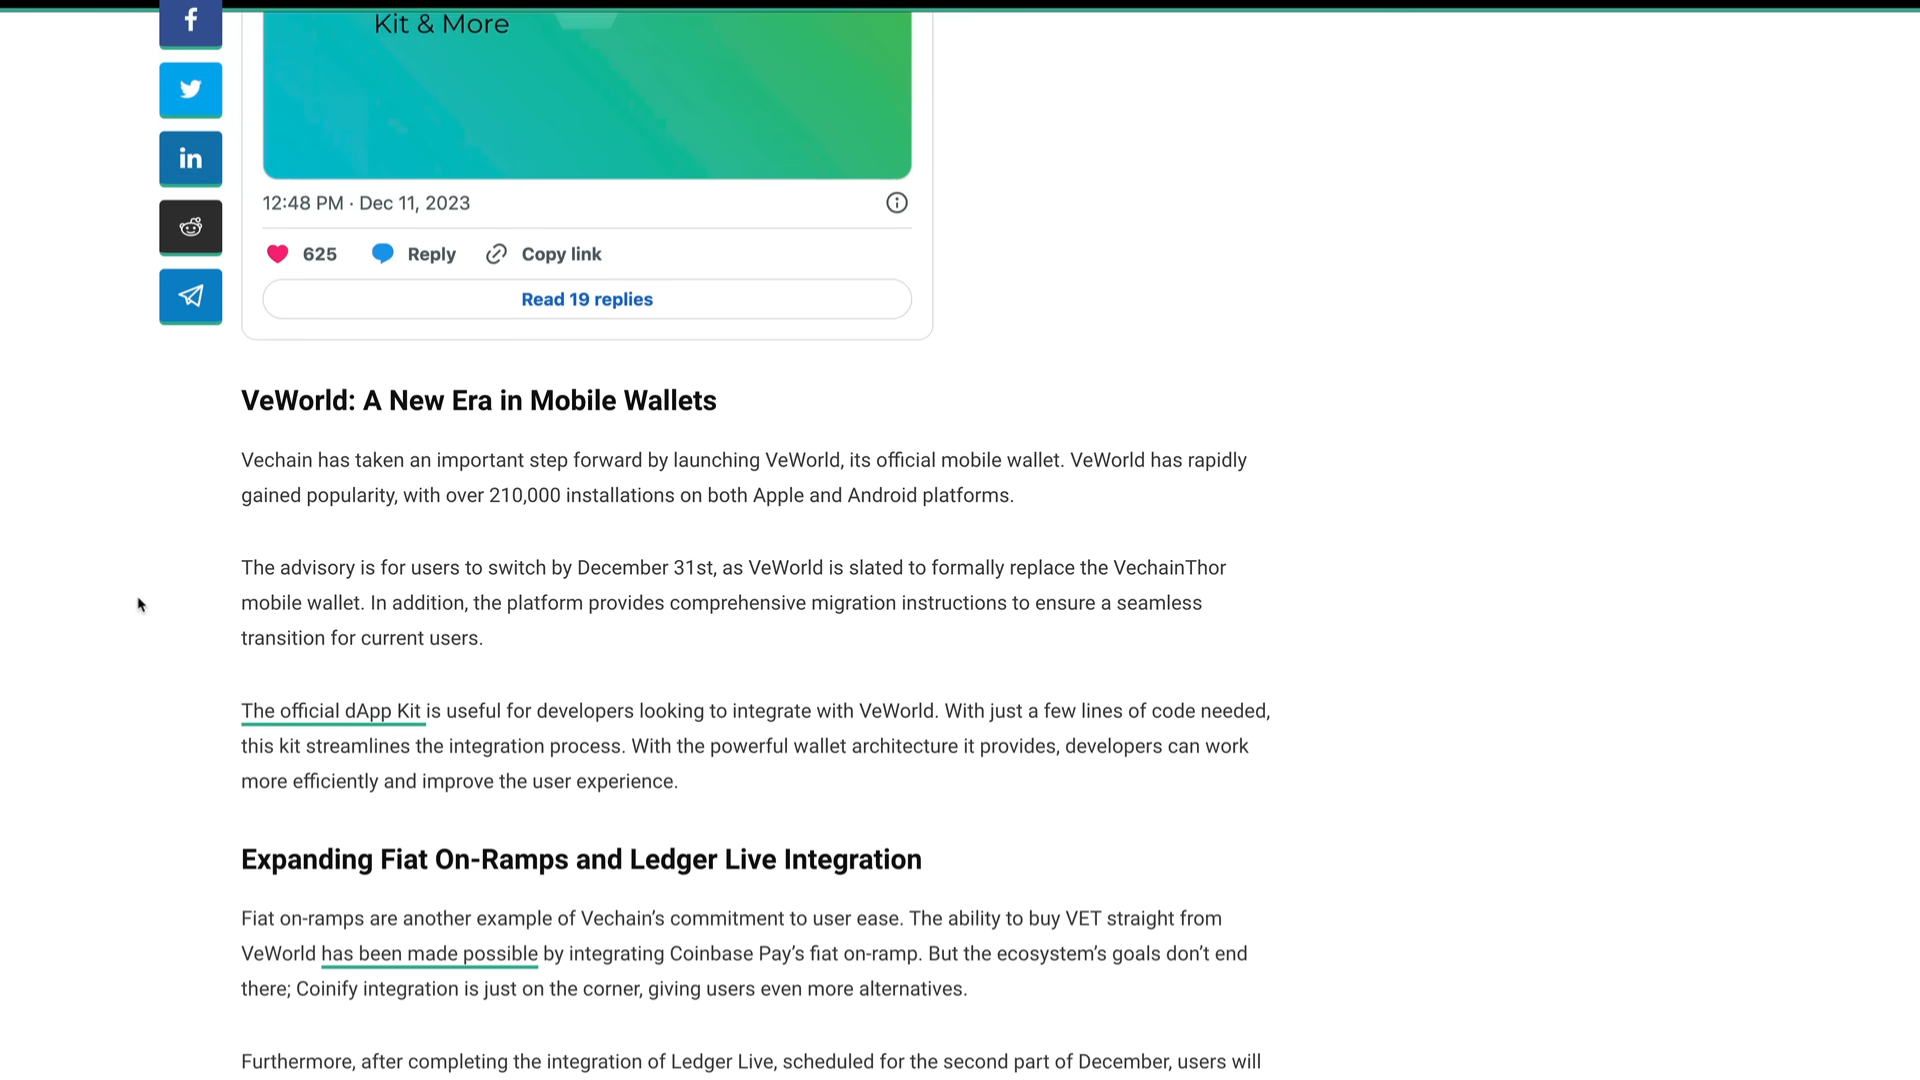 Kit & More
12:48 PM · Dec 11, 2023
625 Reply Copy link
Read 19 replies
VeWorld: A New Era in Mobile Wallets
Vechain has taken an important step forward by launching VeWorld, its official mobile wallet. VeWorld has rapidly
gained popularity, with over 210,000 installations on both Apple and Android platforms.
The advisory is for users to switch by December 31st, as VeWorld is slated to formally replace the VechainThor
mobile wallet. In addition, the platform provides comprehensive migration instructions to ensure a seamless
transition for current users.
The official dApp Kit is useful for developers looking to integrate with VeWorld. With just a few lines of code needed,
this kit streamlines the integration process. With the powerful wallet architecture it provides, developers can work
more efficiently and improve the user experience.
Expanding Fiat On-Ramps and Ledger Live Integration
Fiat on-ramps are another example of Vechain’s commitment to user ease. The ability to buy VET straight from
VeWorld has been made possible by integrating Coinbase Pay’s fiat on-ramp. But the ecosystem’s goals don’t end
there; Coinify integration is just on the corner, giving users even more alternatives.
Furthermore, after completing the integration of Ledger Live, scheduled for the second part of December, users will